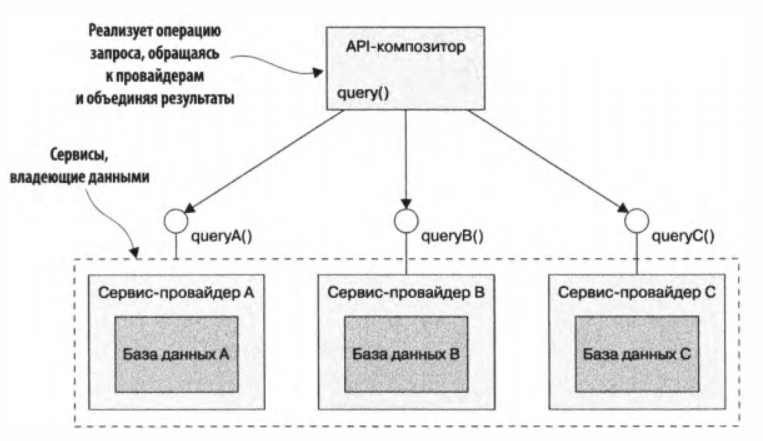 Реализует операцию
запроса, обращаясь
к провайдерам
и объединяя результаты
API-композитор
query()
Сервисы,
владеющие данными
queryA()
queryB()
queryC()
Сервис-провайдер A
Сервис-провайдер B
Сервис-провайдер C
База данных A
База данных B
База данных C